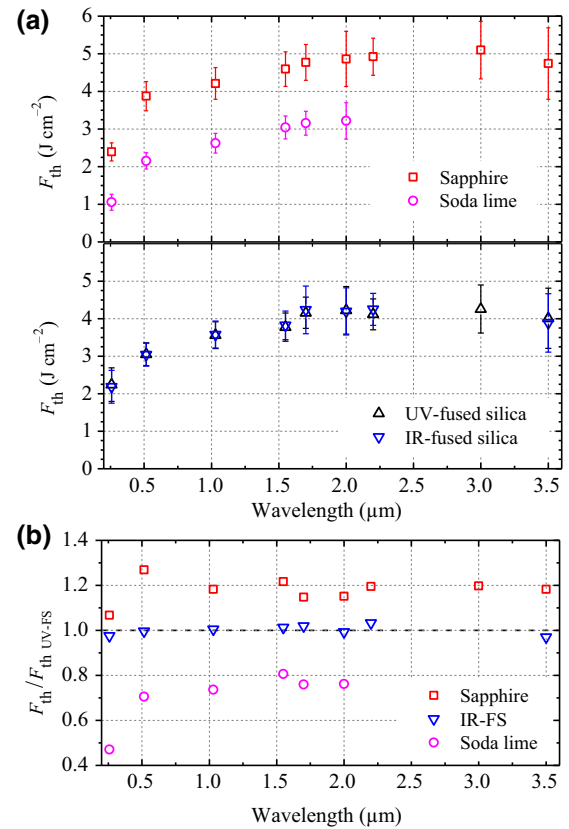 (a)
6
5
4
3
2
1
0
F_th (J cm⁻²)
Sapphire
Soda lime
5
4
3
2
1
0
F_th (J cm⁻²)
UV-fused silica
IR-fused silica
0.5 1.0 1.5 2.0 2.5 3.0 3.5
Wavelength (µm)
(b)
1.4
1.2
1.0
0.8
0.6
0.4
F_th/F_th UV-FS
Sapphire
IR-FS
Soda lime
0.5 1.0 1.5 2.0 2.5 3.0 3.5
Wavelength (µm)